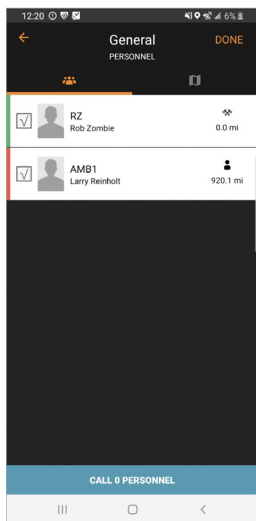 12:20 6%
General DONE
PERSONNEL
RZ
Rob Zombie
0.0 mi
AMB1
Larry Reinholt
920.1 mi
CALL 0 PERSONNEL